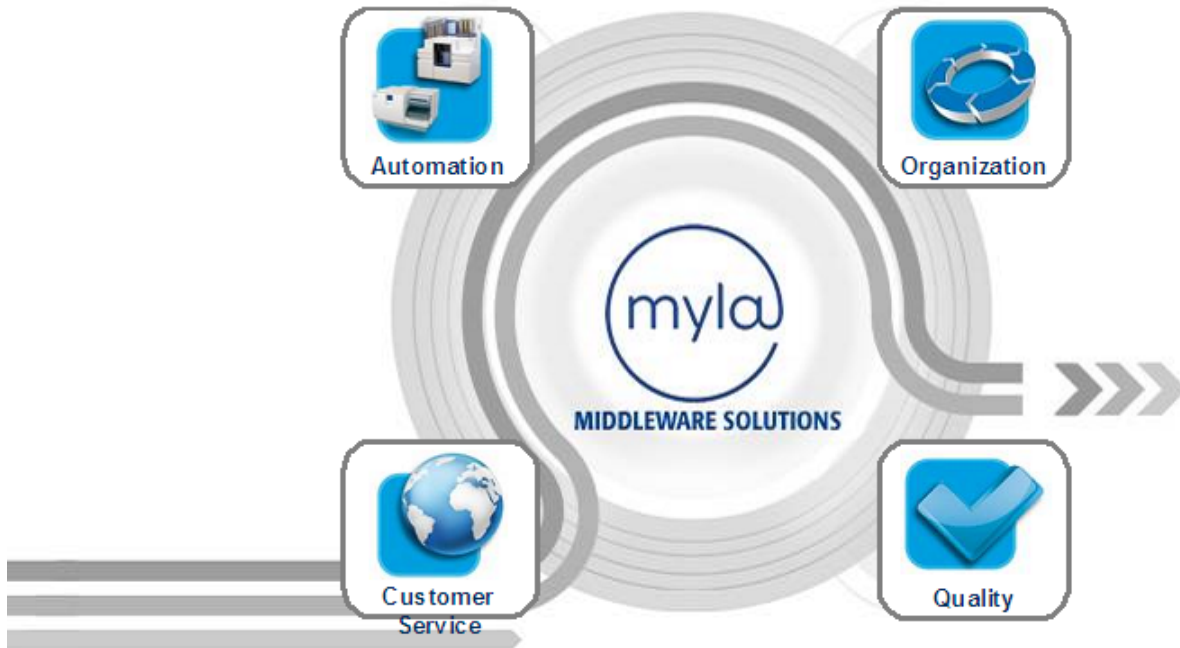 Automation
Organization
myla
MIDDLEWARE SOLUTIONS
Customer
Service
Quality